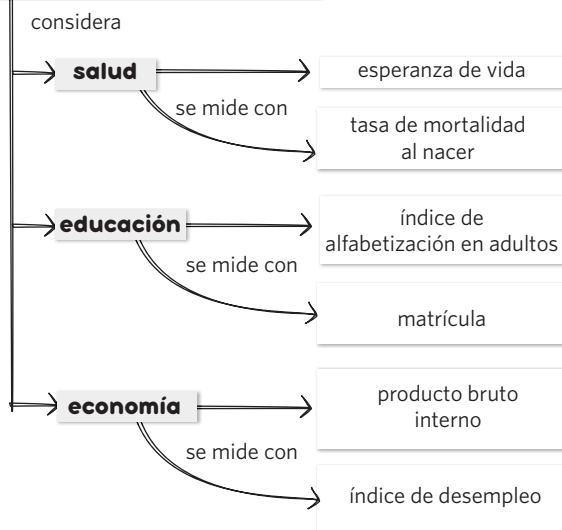 considera
salud
esperanza de vida
se mide con
tasa de mortalidad
al nacer
educación
índice de
alfabetización en adultos
se mide con
matrícula
economía
producto bruto
interno
se mide con
índice de desempleo